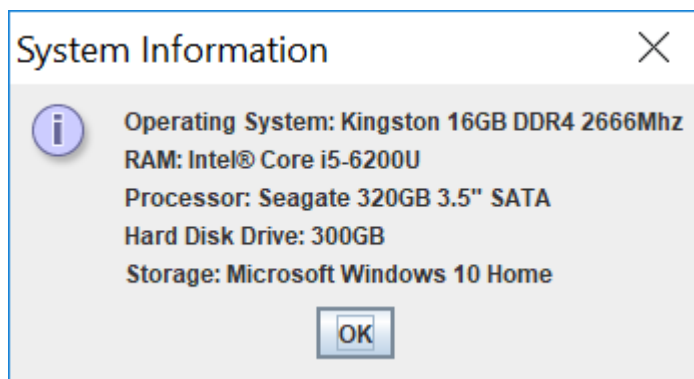 System Information
Operating System: Kingston 16GB DDR4 2666Mhz
RAM: Intel® Core i5-6200U
Processor: Seagate 320GB 3.5" SATA
Hard Disk Drive: 300GB
Storage: Microsoft Windows 10 Home
OK